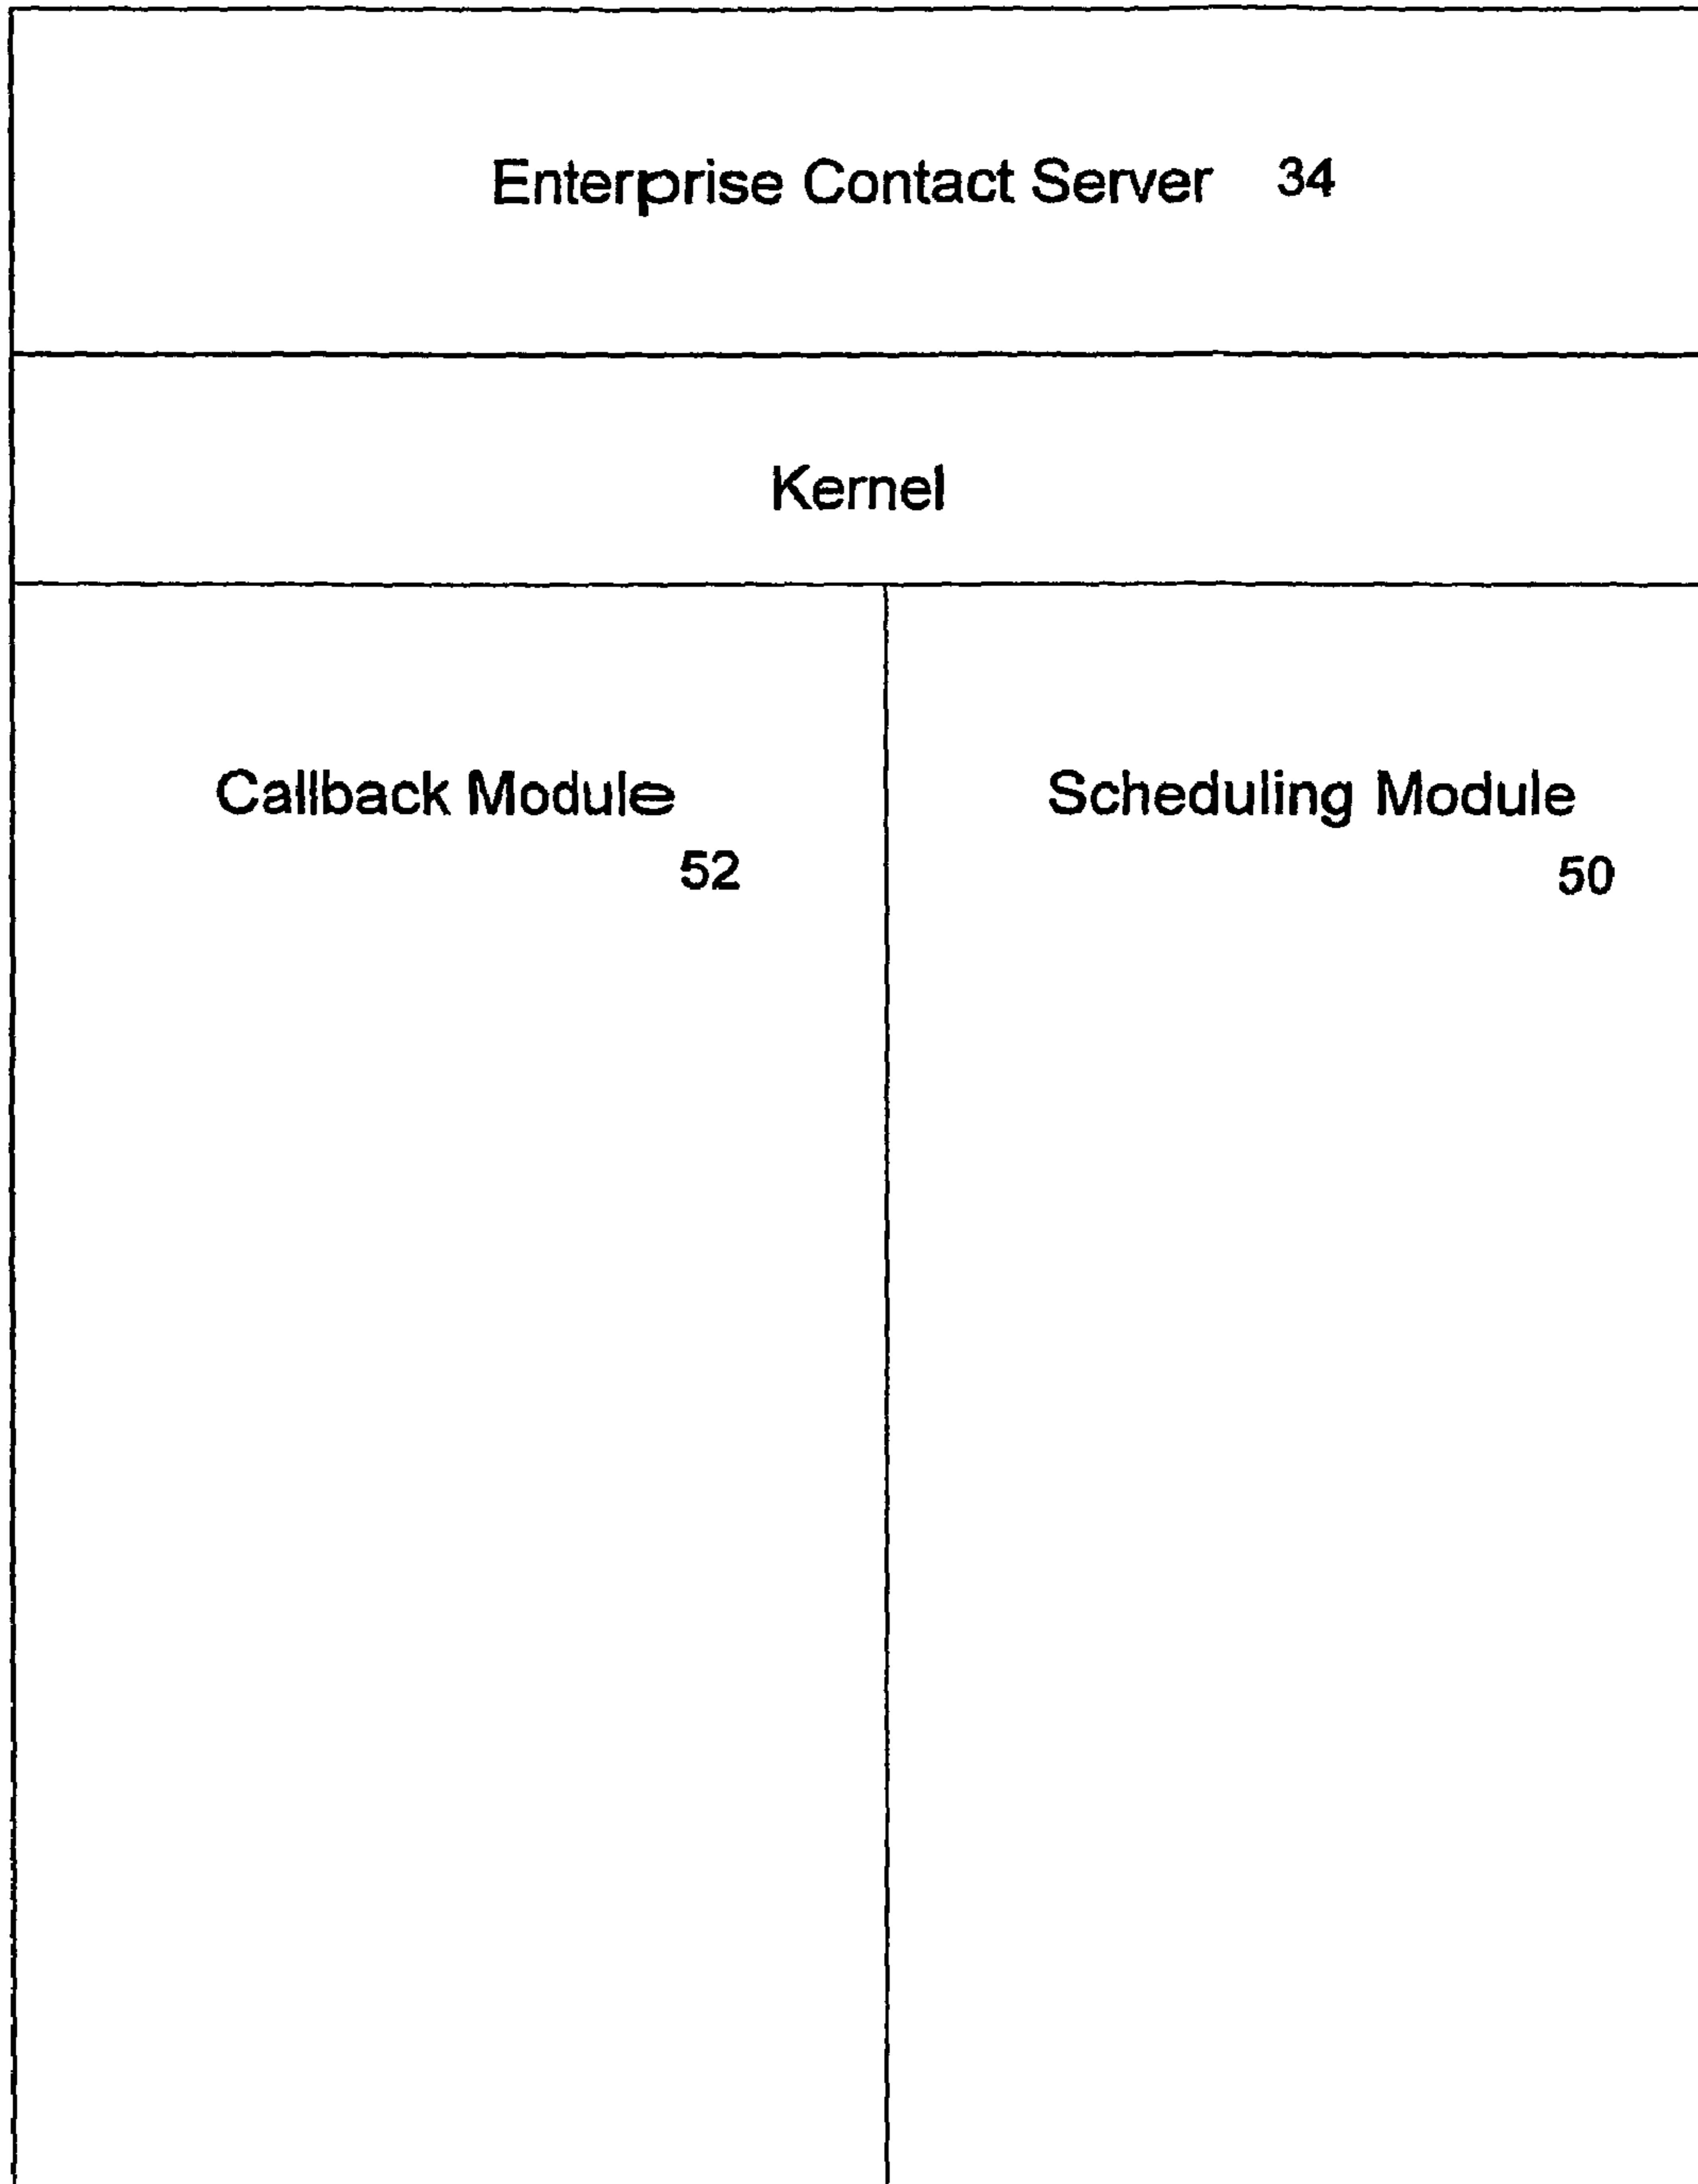 Enterprise Contact Server 34
Kernel
Callback Module
52
Scheduling Module
50